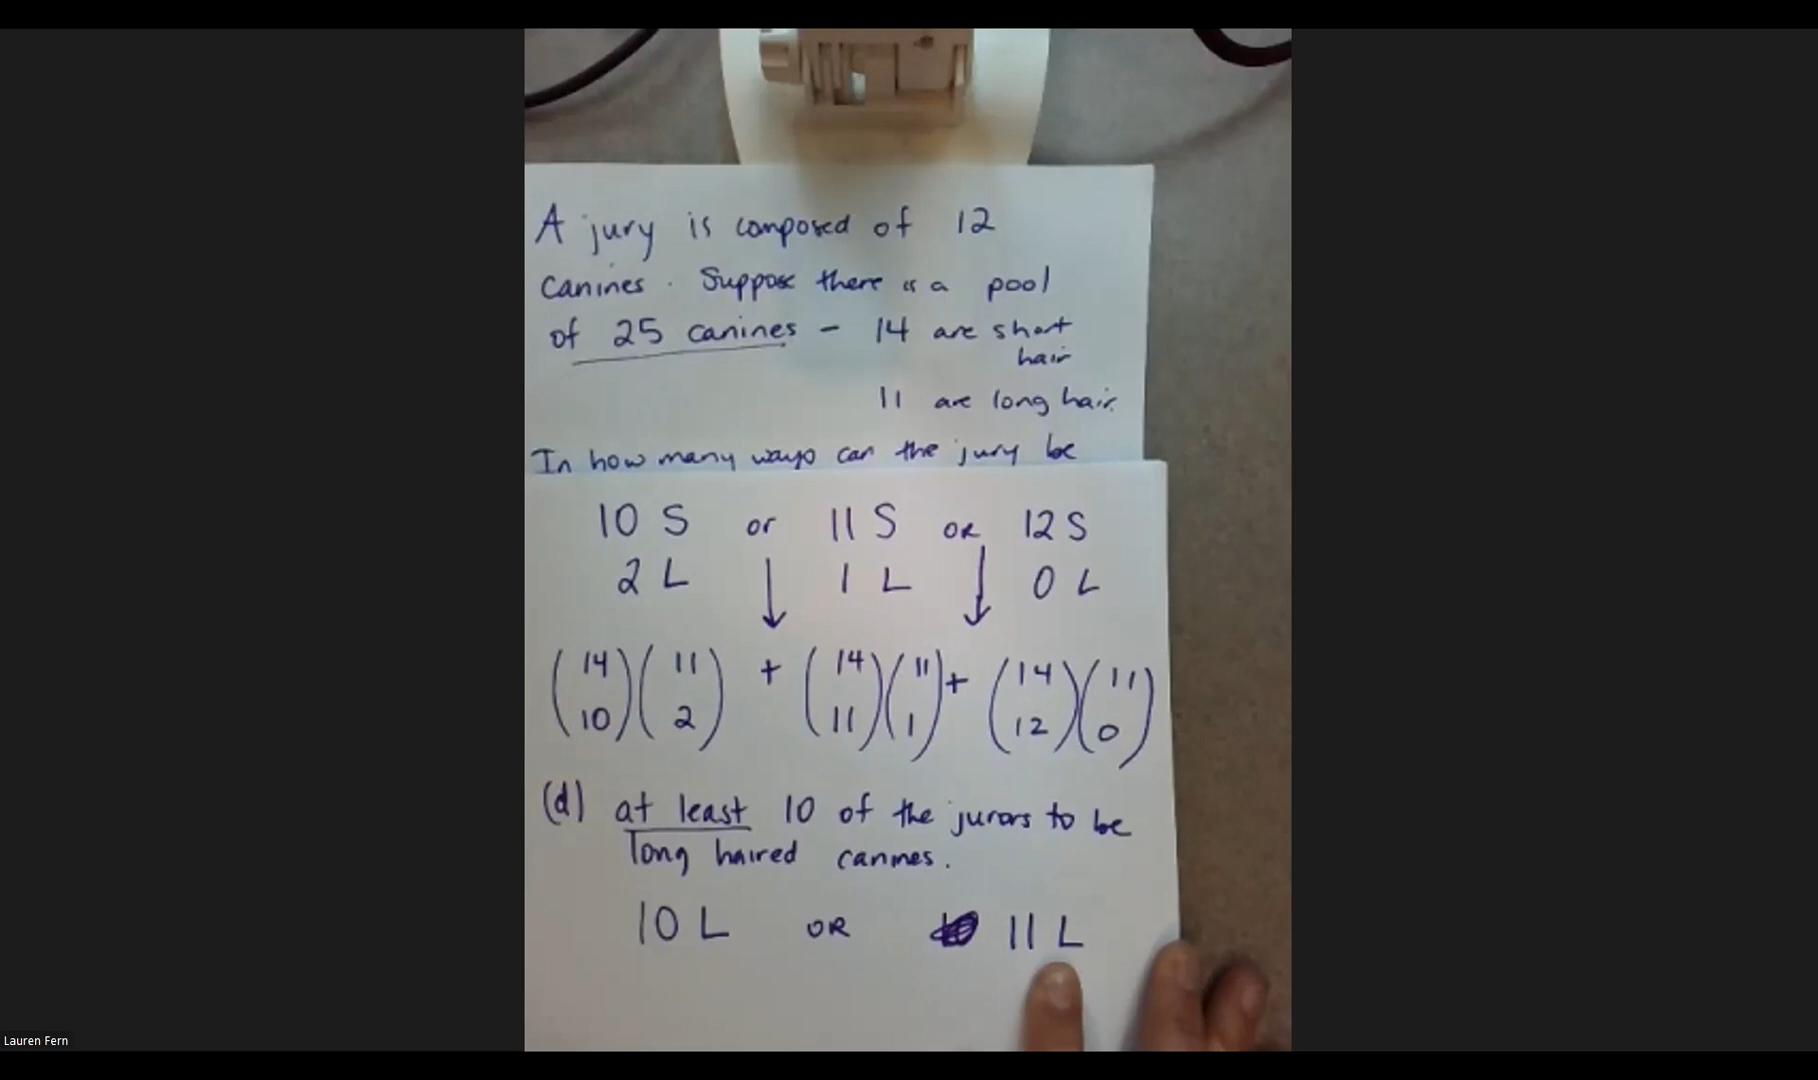 A jury is composed of 12
canines. Suppose there is a pool
of 25 canines - 14 are short
hair
11 are long hair.
In how many ways can the jury be
10 S or 11 S OR 12 S
2 L 1 L 0 L
(14 10)(11 2) + (14 11)(11 1) + (14 12)(11 0)
(d) at least 10 of the jurors to be
long haired canines.
10 L OR 11 L
Lauren Fern